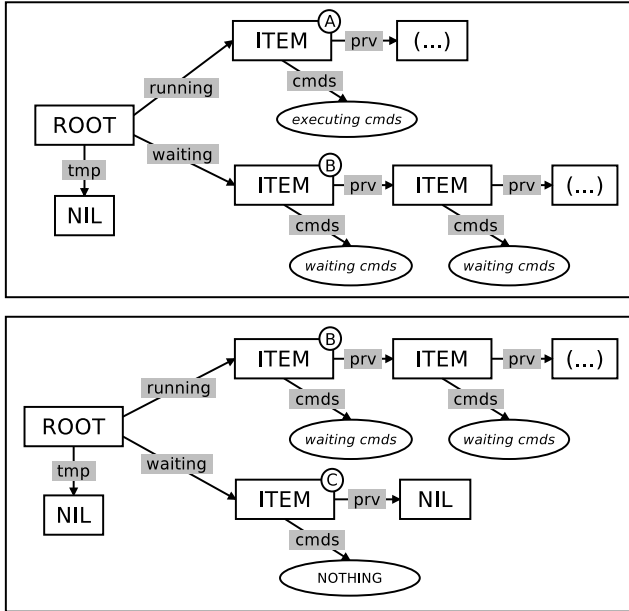 A
ITEM prv (...)
running cmds
executing cmds
ROOT
waiting
tmp
B
ITEM prv ITEM prv (...)
NIL
cmds cmds
waiting cmds waiting cmds
B
ITEM prv ITEM prv (...)
running
cmds cmds
ROOT
waiting cmds waiting cmds
waiting
tmp
C
ITEM prv NIL
NIL
cmds
NOTHING